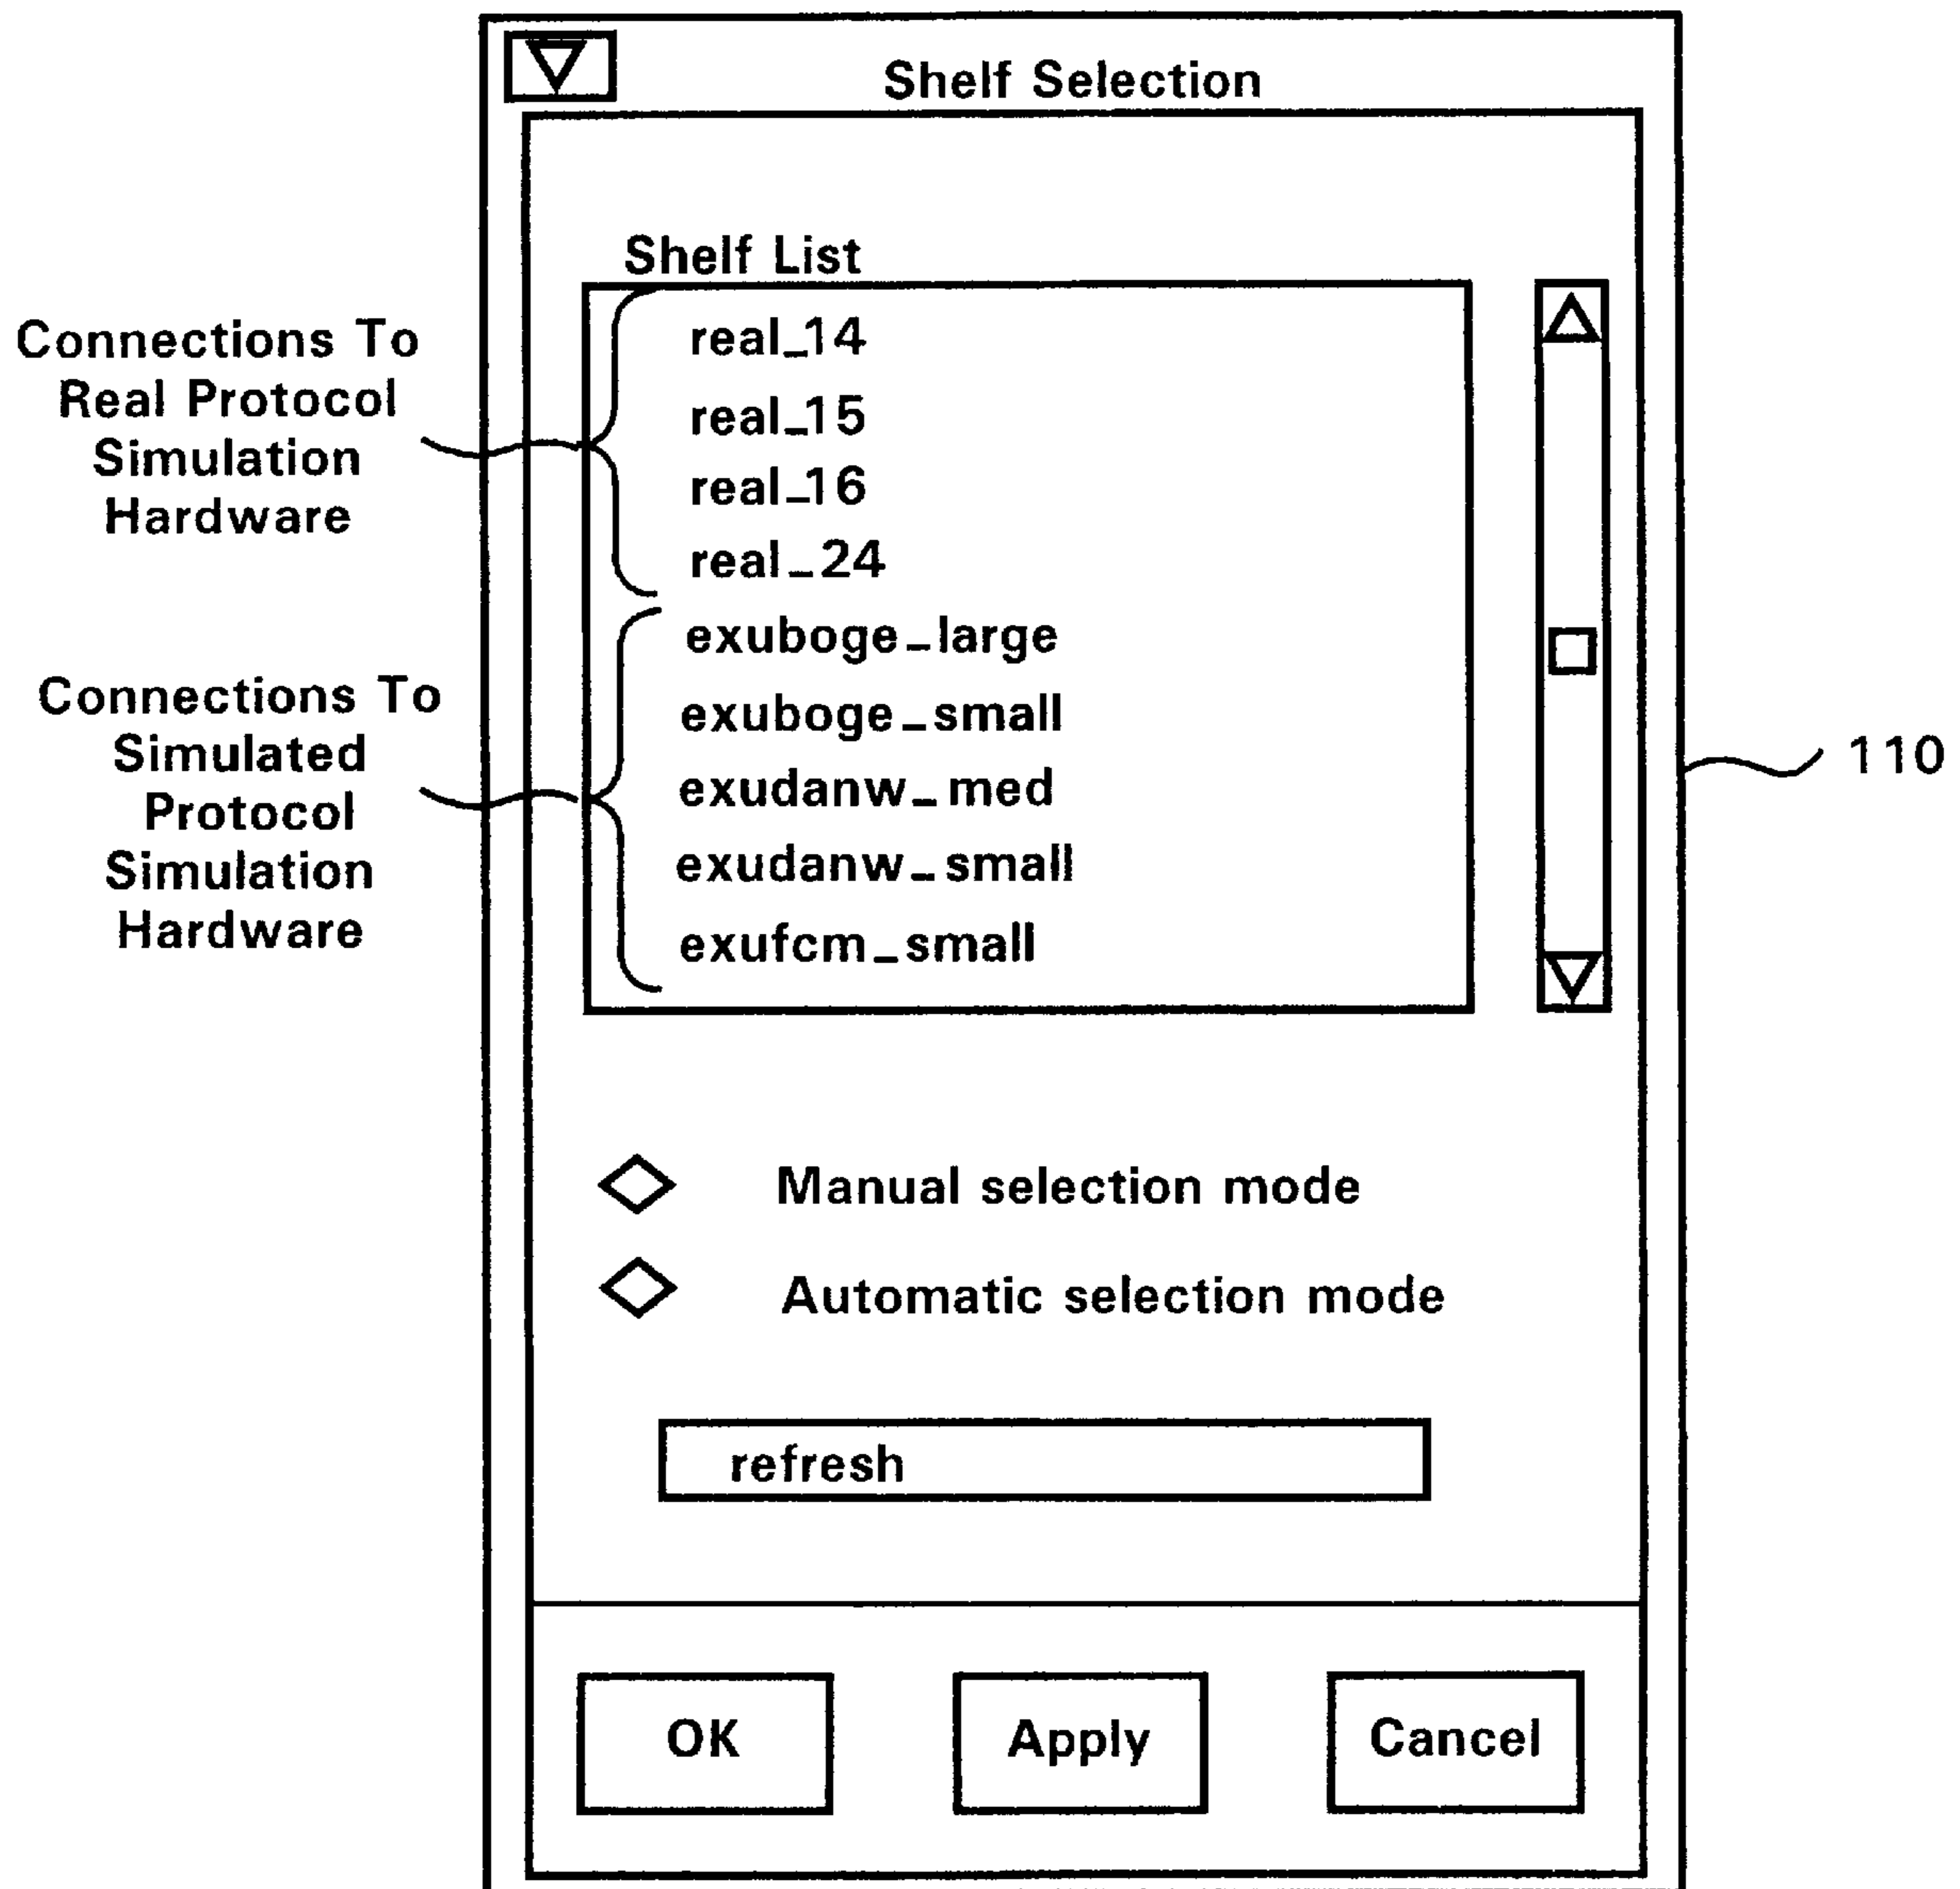 Shelf Selection
Shelf List
Connections To
Real Protocol
Simulation
Hardware
real_14
real_15
real_16
real_24
Connections To
Simulated
Protocol
Simulation
Hardware
exuboge_large
exuboge_small
exudanw_med
exudanw_small
exufcm_small
110
Manual selection mode
Automatic selection mode
refresh
OK
Apply
Cancel